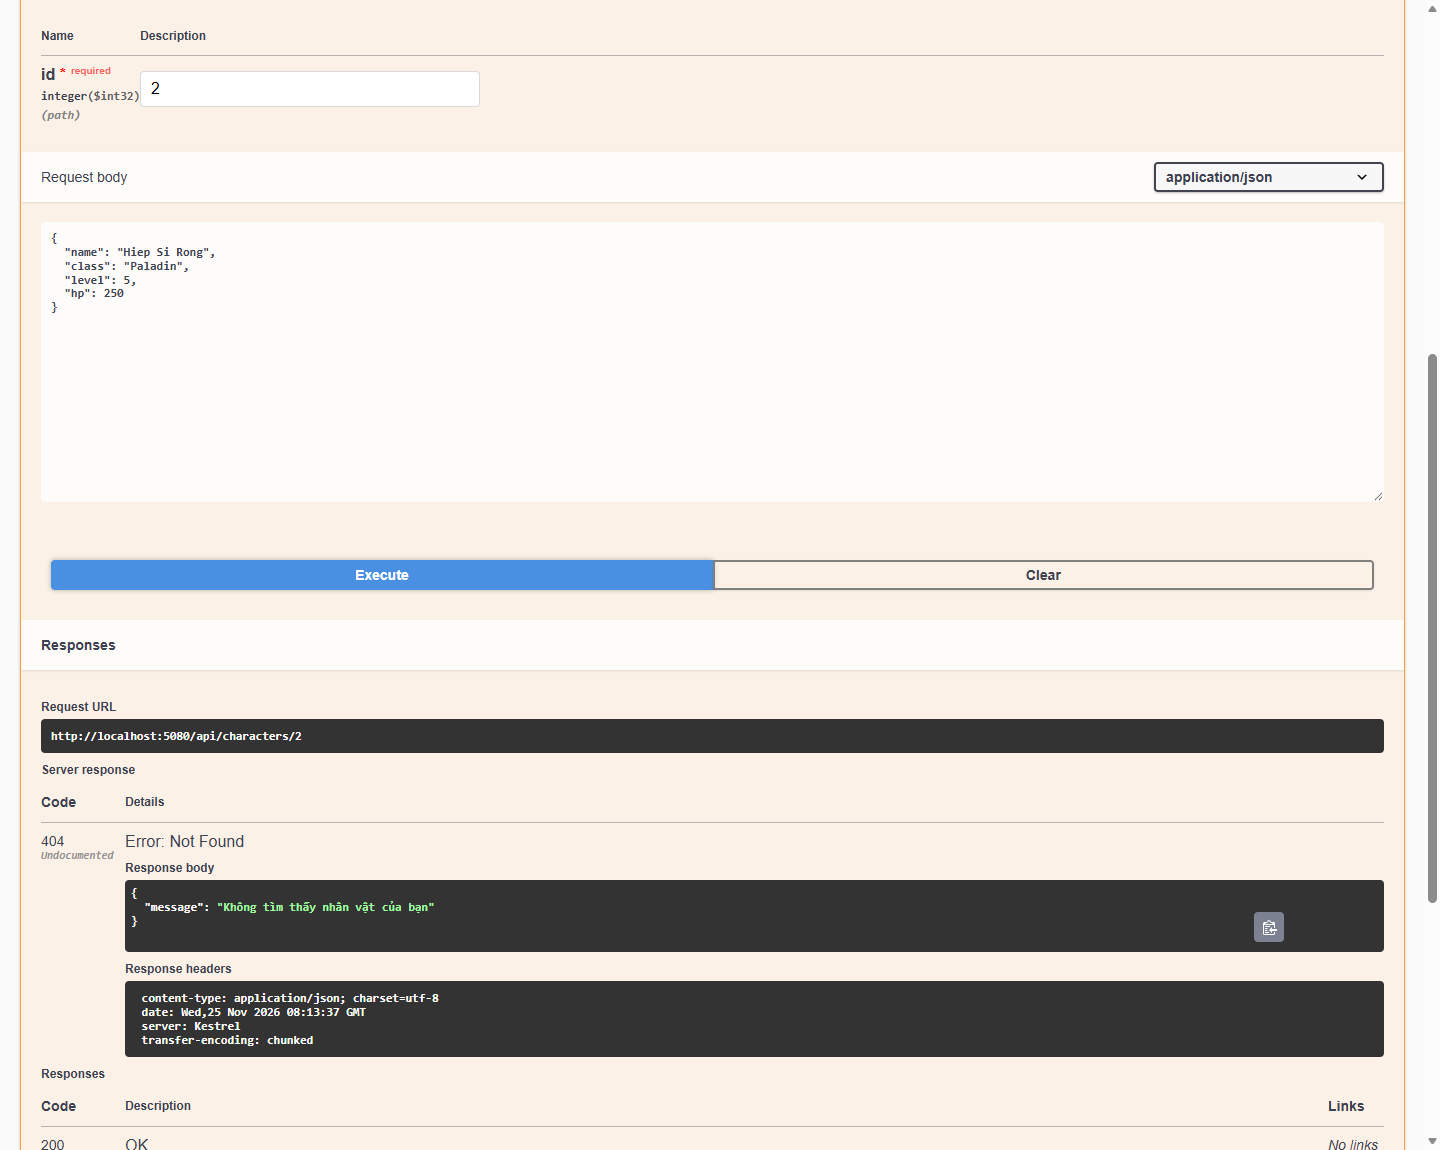 Name Description
id * required
2
integer($int32)
(path)
Request body
application/json
{
  "name": "Hiep Si Rong",
  "class": "Paladin",
  "level": 5,
  "hp": 250
}
Execute
Clear
Responses
Request URL
http://localhost:5080/api/characters/2
Server response
Code Details
404 Error: Not Found
Undocumented
Response body
{
  "message": "Không tìm thấy nhân vật của bạn"
}
Response headers
content-type: application/json; charset=utf-8
date: Wed,25 Nov 2026 08:13:37 GMT
server: Kestrel
transfer-encoding: chunked
Responses
Code Description Links
200 OK No links